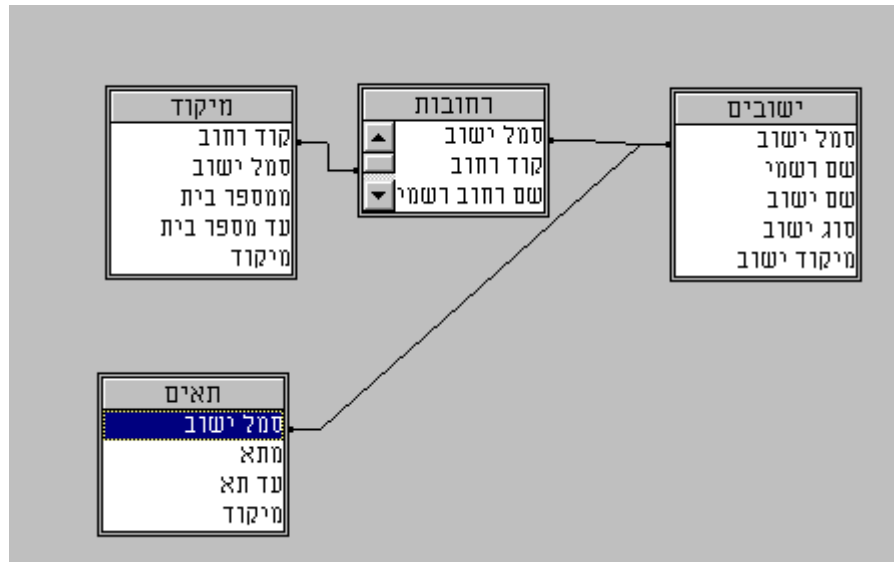 ישובים
סמל ישוב
שם רשמי
שם ישוב
סוג ישוב
מיקוד ישוב
רחובות
סמל ישוב
קוד רחוב
שם רחוב רשמי
מיקוד
קוד רחוב
סמל ישוב
ממספר בית
עד מספר בית
מיקוד
תאים
סמל ישוב
מתא
עד תא
מיקוד